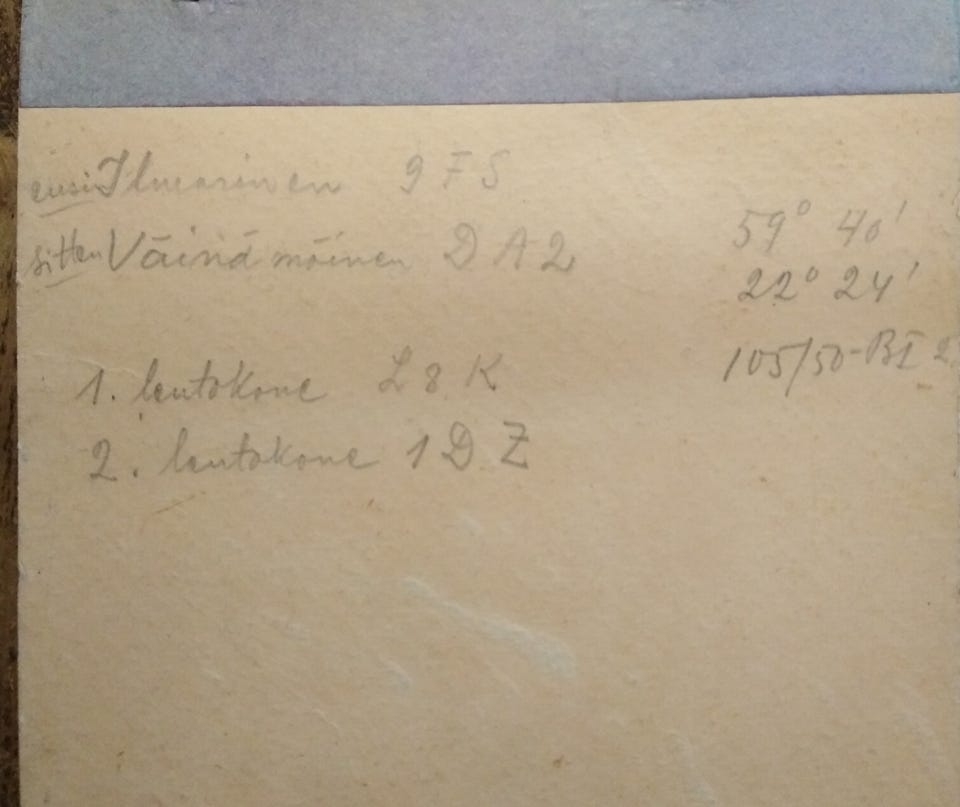 ensi Ilmarinen 9 F S
sitten Väinämöinen D A 2
59° 40'
22° 24'
1. lentokone L 8 K
105/50-BI 2
2. lentokone 1 D Z